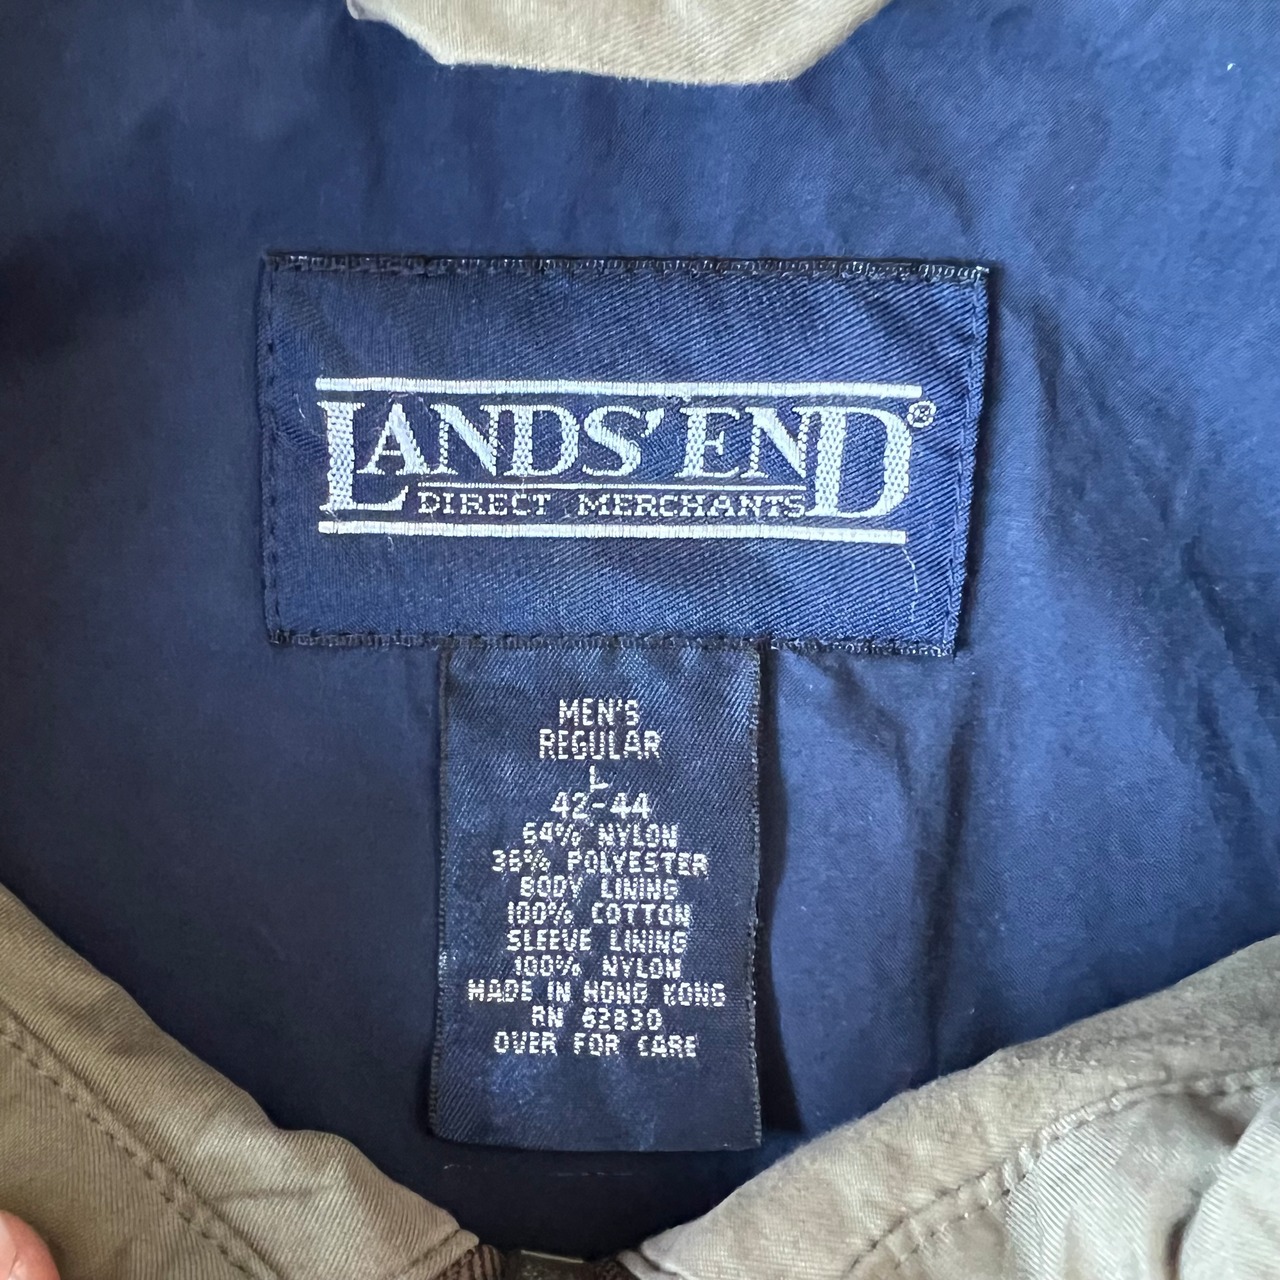 LANDS' END®
DIRECT MERCHANTS
MEN'S
REGULAR
L
42-44
64% NYLON
36% POLYESTER
BODY LINING
100% COTTON
SLEEVE LINING
100% NYLON
MADE IN HONG KONG
RN 62830
OVER FOR CARE